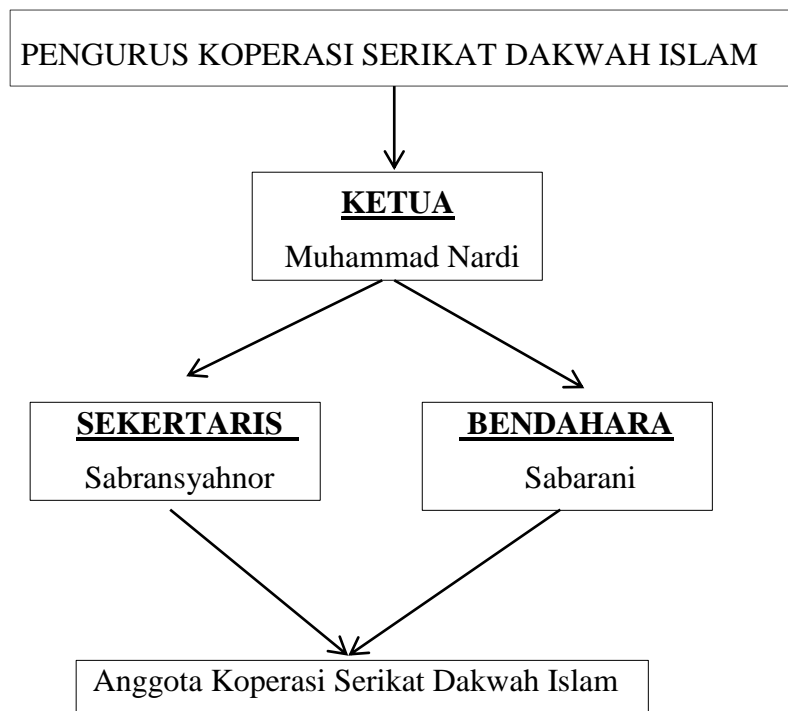 PENGURUS KOPERASI SERIKAT DAKWAH ISLAM
KETUA
Muhammad Nardi
SEKERTARIS
Sabransyahnor
BENDAHARA
Sabarani
Anggota Koperasi Serikat Dakwah Islam